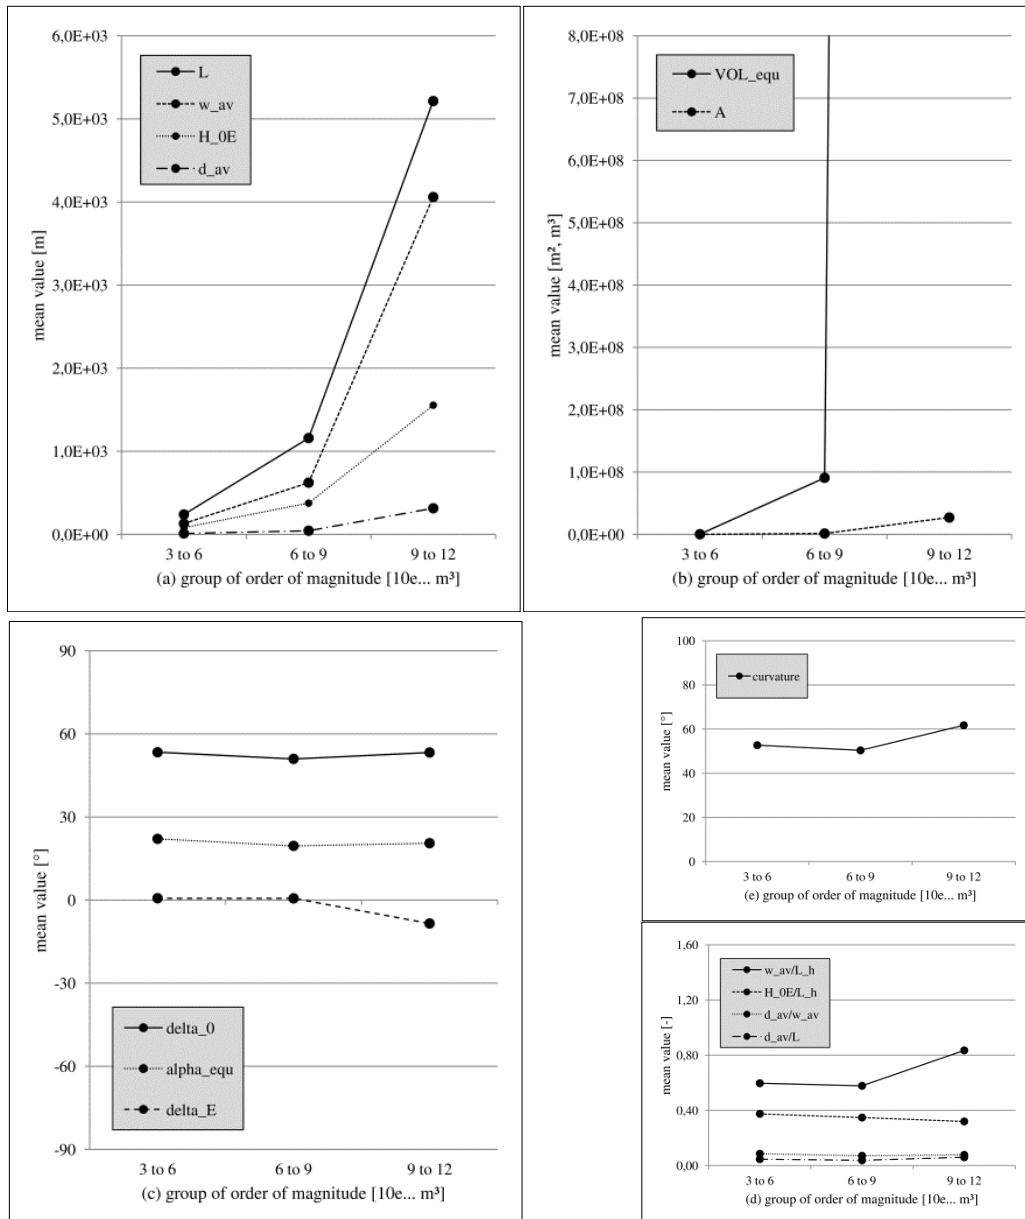 6,0E+03
5,0E+03
4,0E+03
3,0E+03
2,0E+03
1,0E+03
0,0E+00
mean value [m]
L
w_av
H_0E
d_av
3 to 6
6 to 9
9 to 12
(a) group of order of magnitude [10e... m³]
8,0E+08
7,0E+08
6,0E+08
5,0E+08
4,0E+08
3,0E+08
2,0E+08
1,0E+08
0,0E+00
mean value [m², m³]
VOL_equ
A
3 to 6
6 to 9
9 to 12
(b) group of order of magnitude [10e... m³]
90
60
30
0
-30
-60
-90
mean value [°]
delta_0
alpha_equ
delta_E
3 to 6
6 to 9
9 to 12
(c) group of order of magnitude [10e... m³]
100
80
60
40
20
0
mean value [°]
curvature
3 to 6
6 to 9
9 to 12
(e) group of order of magnitude [10e... m³]
1,60
1,20
0,80
0,40
0,00
mean value [-]
w_av/L_h
H_0E/L_h
d_av/w_av
d_av/L
3 to 6
6 to 9
9 to 12
(d) group of order of magnitude [10e... m³]